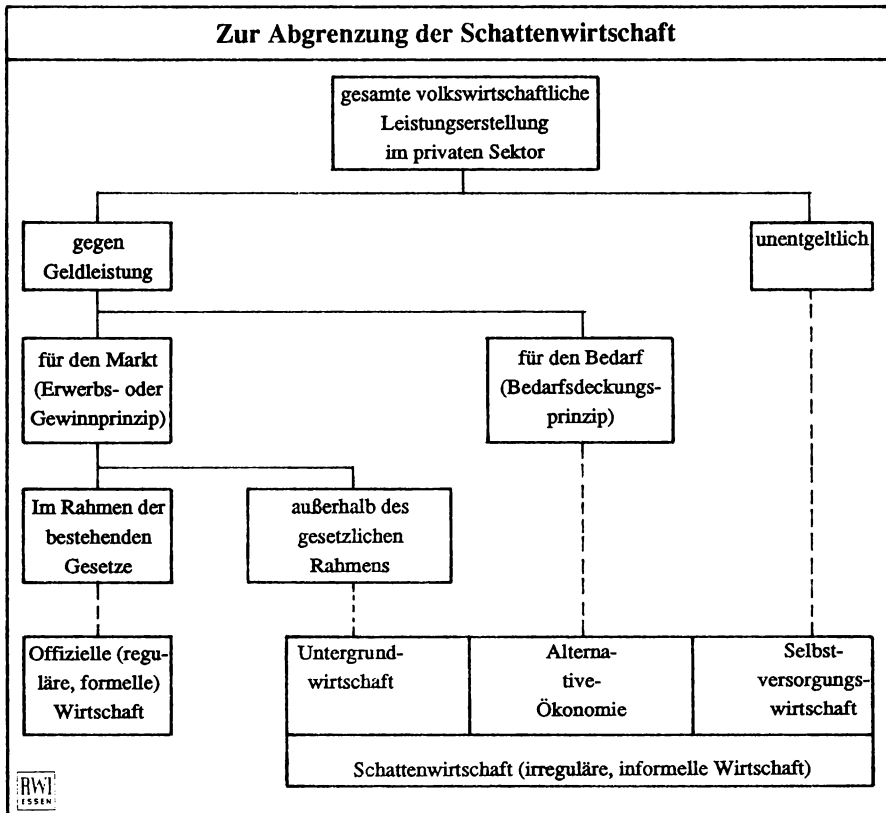 Zur Abgrenzung der Schattenwirtschaft
gesamte volkswirtschaftliche
Leistungserstellung
im privaten Sektor
gegen
Geldleistung
unentgeltlich
für den Markt
(Erwerbs- oder
Gewinnprinzip)
für den Bedarf
(Bedarfsdeckungs-
prinzip)
Im Rahmen der
bestehenden
Gesetze
außerhalb des
gesetzlichen
Rahmens
Offizielle (regu-
läre, formelle)
Wirtschaft
Untergrund-
wirtschaft
Alterna-
tive-
Ökonomie
Selbst-
versorgungs-
wirtschaft
Schattenwirtschaft (irreguläre, informelle Wirtschaft)
RWI
ESSEN